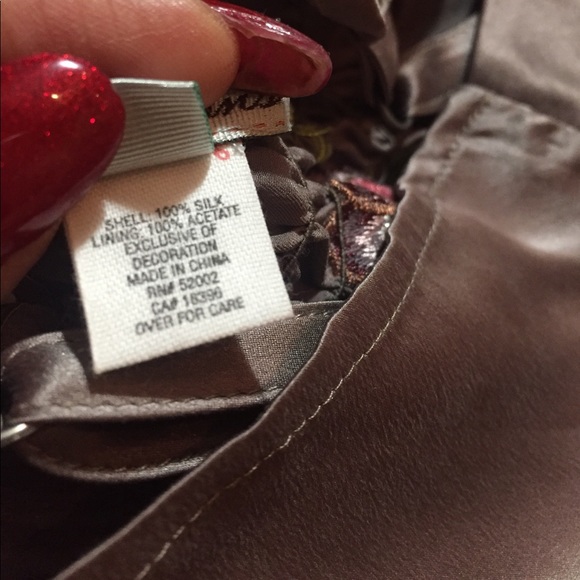 SHELL: 100% SILK
LINING: 100% ACETATE
EXCLUSIVE OF
DECORATION
MADE IN CHINA
RN# 52002
CA# 16396
OVER FOR CARE